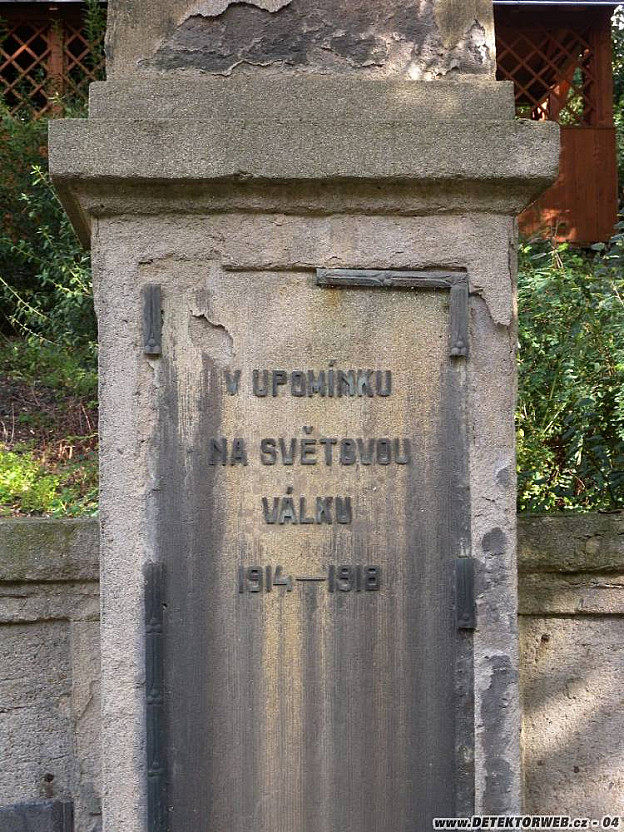 V UPOMÍNKU
NA SVĚTOVOU
VÁLKU
1914—1918
www.DETEKTORWEB.cz - 04